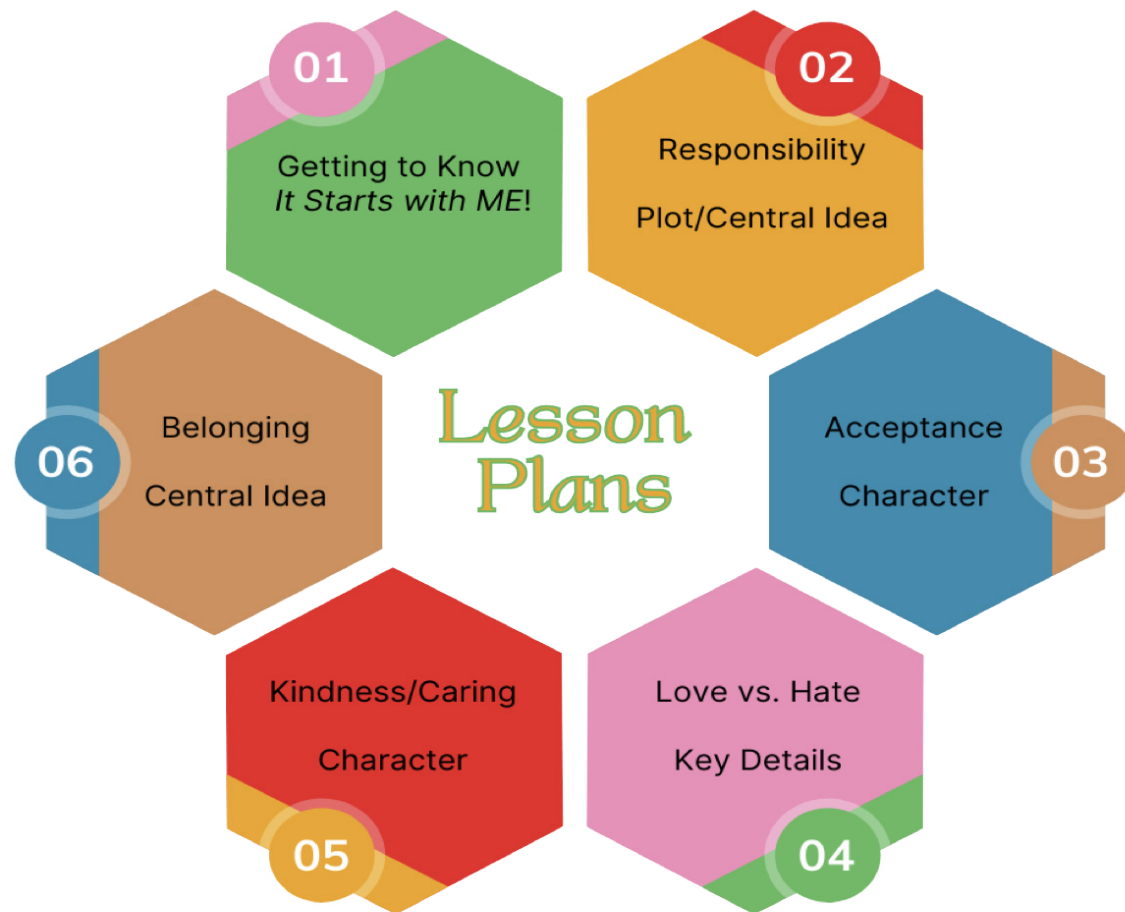 01
Getting to Know
It Starts with ME!
02
Responsibility
Plot/Central Idea
03
Acceptance
Character
04
Love vs. Hate
Key Details
05
Kindness/Caring
Character
06
Belonging
Central Idea
Lesson
Plans